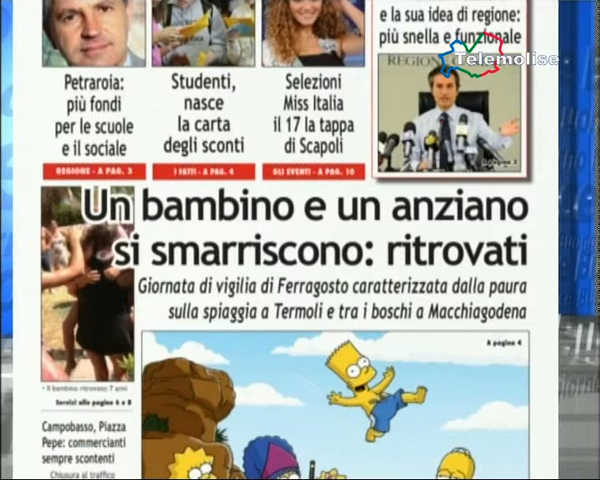 Petraroia:
più fondi
per le scuole
e il sociale
REGIONE - A PAG. 3
Studenti,
nasce
la carta
degli sconti
I FATTI - A PAG. 4
Selezioni
Miss Italia
il 17 la tappa
di Scapoli
GLI EVENTI - A PAG. 10
e la sua idea di regione:
più snella e funzionale
Telemolise
REGION
A pagina 3
Un bambino e un anziano
si smarriscono: ritrovati
Giornata di vigilia di Ferragosto caratterizzata dalla paura
sulla spiaggia a Termoli e tra i boschi a Macchiagodena
A pagina 4
• Il bambino ritrovato: 7 anni
Servizi alle pagine 6 e 8
Campobasso, Piazza
Pepe: commercianti
sempre scontenti
Chiusura al traffico